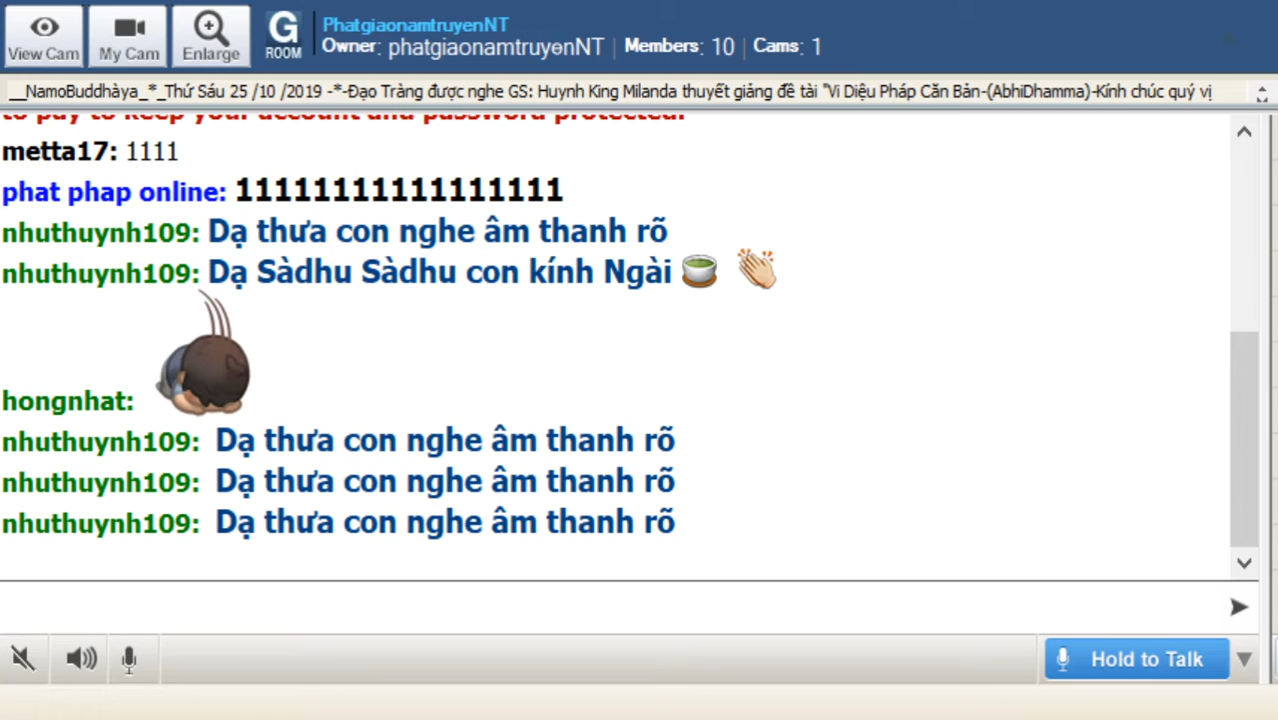 View Cam
My Cam
Enlarge
G
ROOM
PhatgiaonamtruyenNT
Owner: phatgiaonamtruyenNT | Members: 10 | Cams: 1
__NamoBuddhàya_*_Thứ Sáu 25 /10 /2019 -*-Đạo Tràng được nghe GS: Huynh King Milanda thuyết giảng đề tài "Vi Diệu Pháp Căn Bản-(AbhiDhamma)-Kính chúc quý vị
to pay to keep your account and password protected.
metta17: 1111
phat phap online: 11111111111111111
nhuthuynh109: Dạ thưa con nghe âm thanh rõ
nhuthuynh109: Dạ Sàdhu Sàdhu con kính Ngài
hongnhat:
nhuthuynh109: Dạ thưa con nghe âm thanh rõ
nhuthuynh109: Dạ thưa con nghe âm thanh rõ
nhuthuynh109: Dạ thưa con nghe âm thanh rõ
Hold to Talk